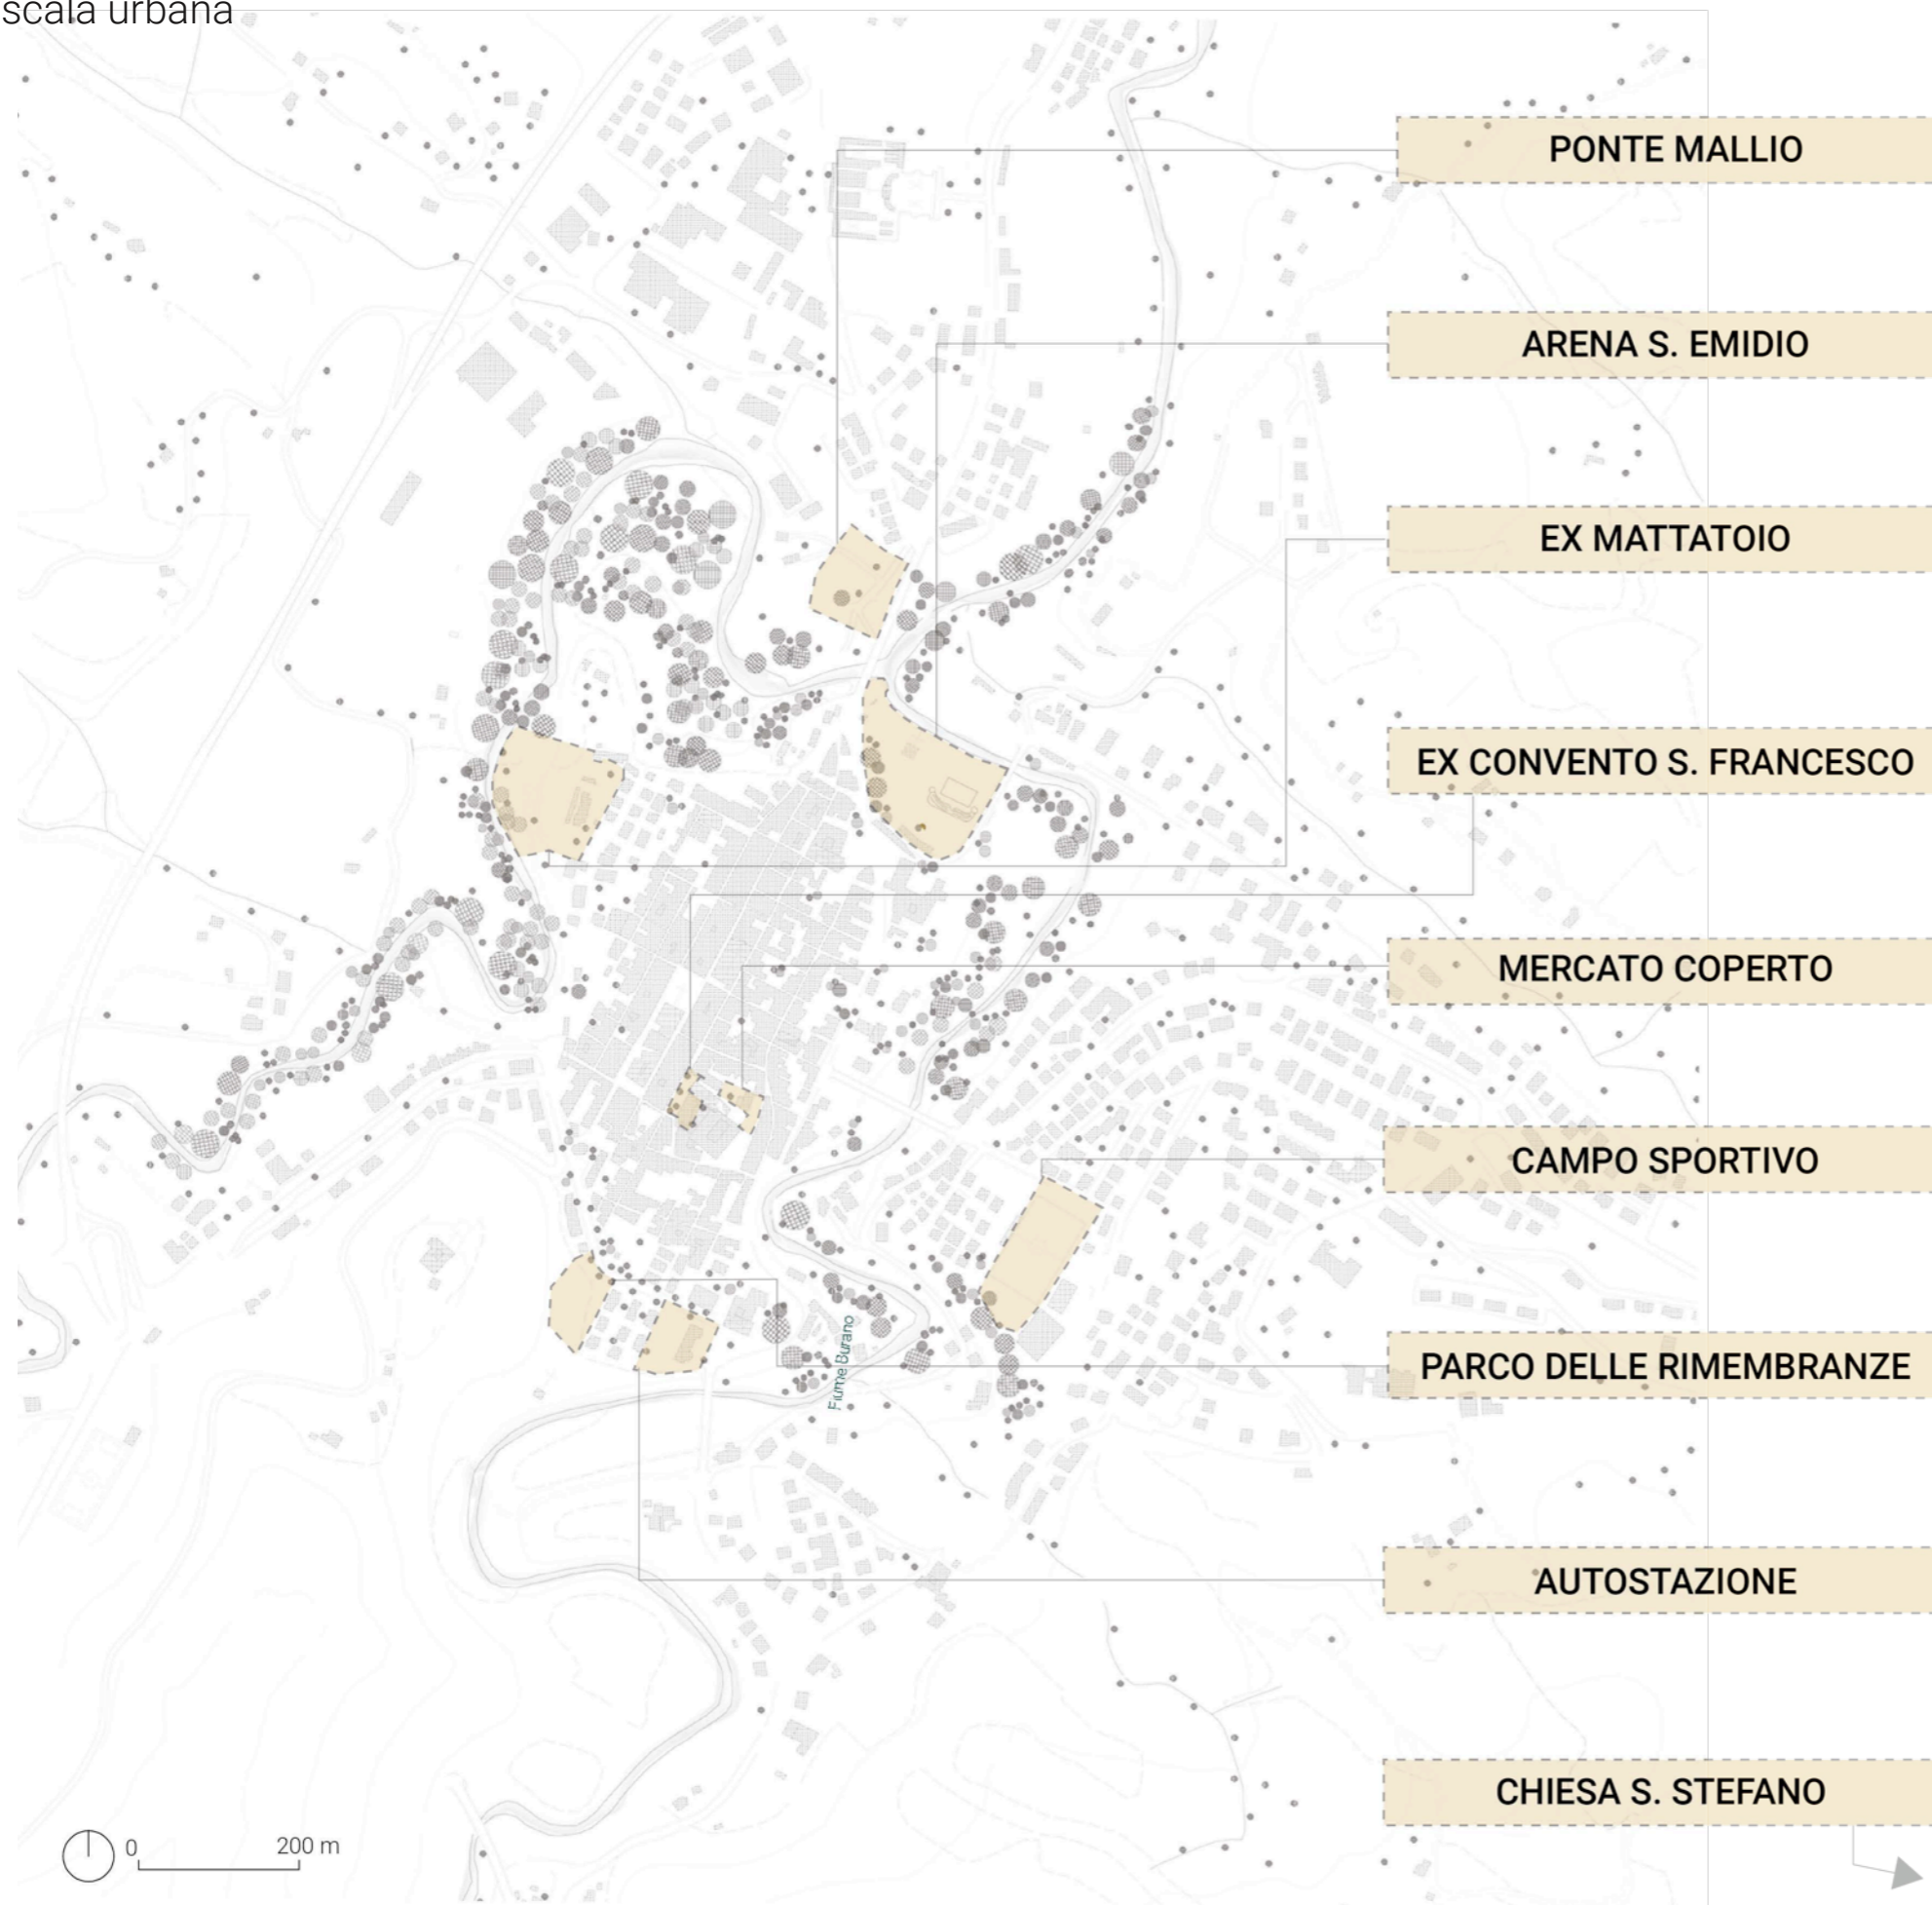 scala urbana
PONTE MALLIO
ARENA S. EMIDIO
EX MATTATOIO
EX CONVENTO S. FRANCESCO
MERCATO COPERTO
CAMPO SPORTIVO
PARCO DELLE RIMEMBRANZE
Fiume Burano
AUTOSTAZIONE
CHIESA S. STEFANO
0 200 m